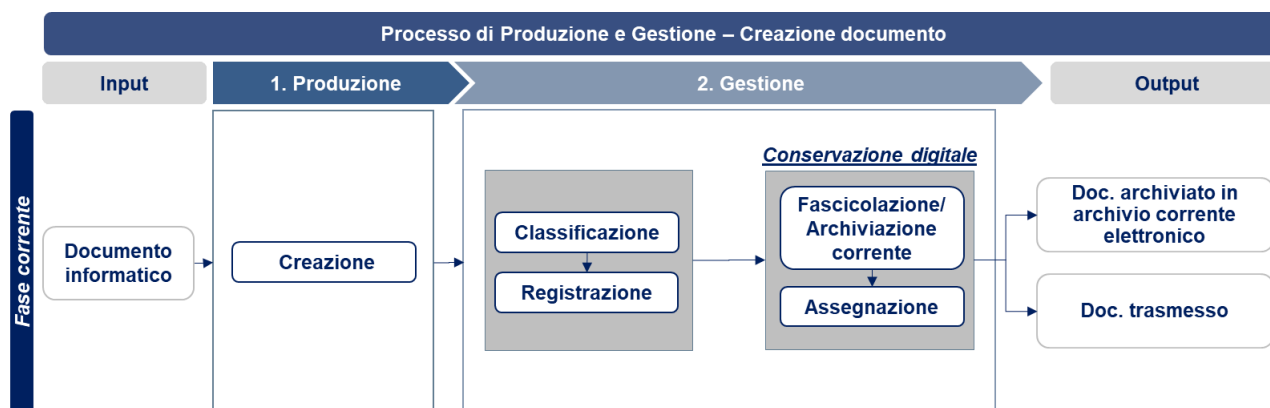 Processo di Produzione e Gestione – Creazione documento
Input
1. Produzione
2. Gestione
Output
Fase corrente
Documento
informatico
Creazione
Classificazione
Registrazione
Conservazione digitale
Fascicolazione/
Archiviazione
corrente
Assegnazione
Doc. archiviato in
archivio corrente
elettronico
Doc. trasmesso